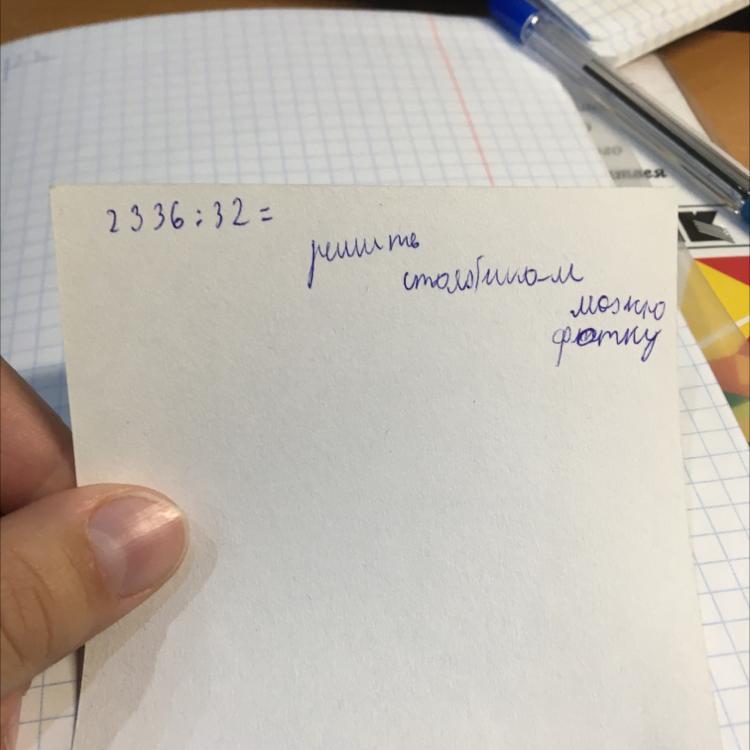 2336:32=
решить
столбиком
можно
фотку